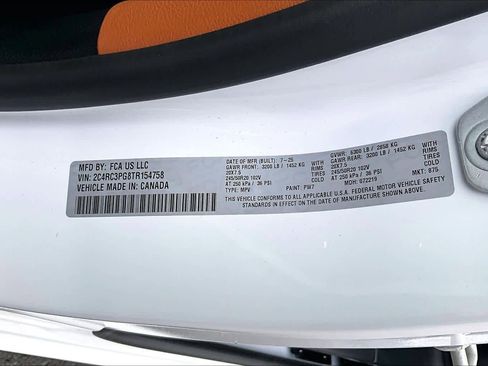 MFD BY: FCA US LLC
VIN: 2C4RC3PG8TR154758
VEHICLE MADE IN: CANADA
DATE OF MFR (BUILT): 7-25
GAWR FRONT: 3200 LB / 1452 KG WITH
20X7.5 RIMS
245/50R20 102V TIRES
AT 250 kPa / 36 PSI COLD
TYPE: MPV PAINT: PW7
GVWR: 6300 LB / 2858 KG
GAWR REAR: 3200 LB / 1452 KG WITH
20X7.5 RIMS
245/50R20 102V TIRES
AT 250 kPa / 36 PSI COLD
MDH: 072219 MKT: 875
THIS VEHICLE CONFORMS TO ALL APPLICABLE U.S.A. FEDERAL MOTOR VEHICLE SAFETY
STANDARDS IN EFFECT ON THE DATE OF MANUFACTURE SHOWN ABOVE.